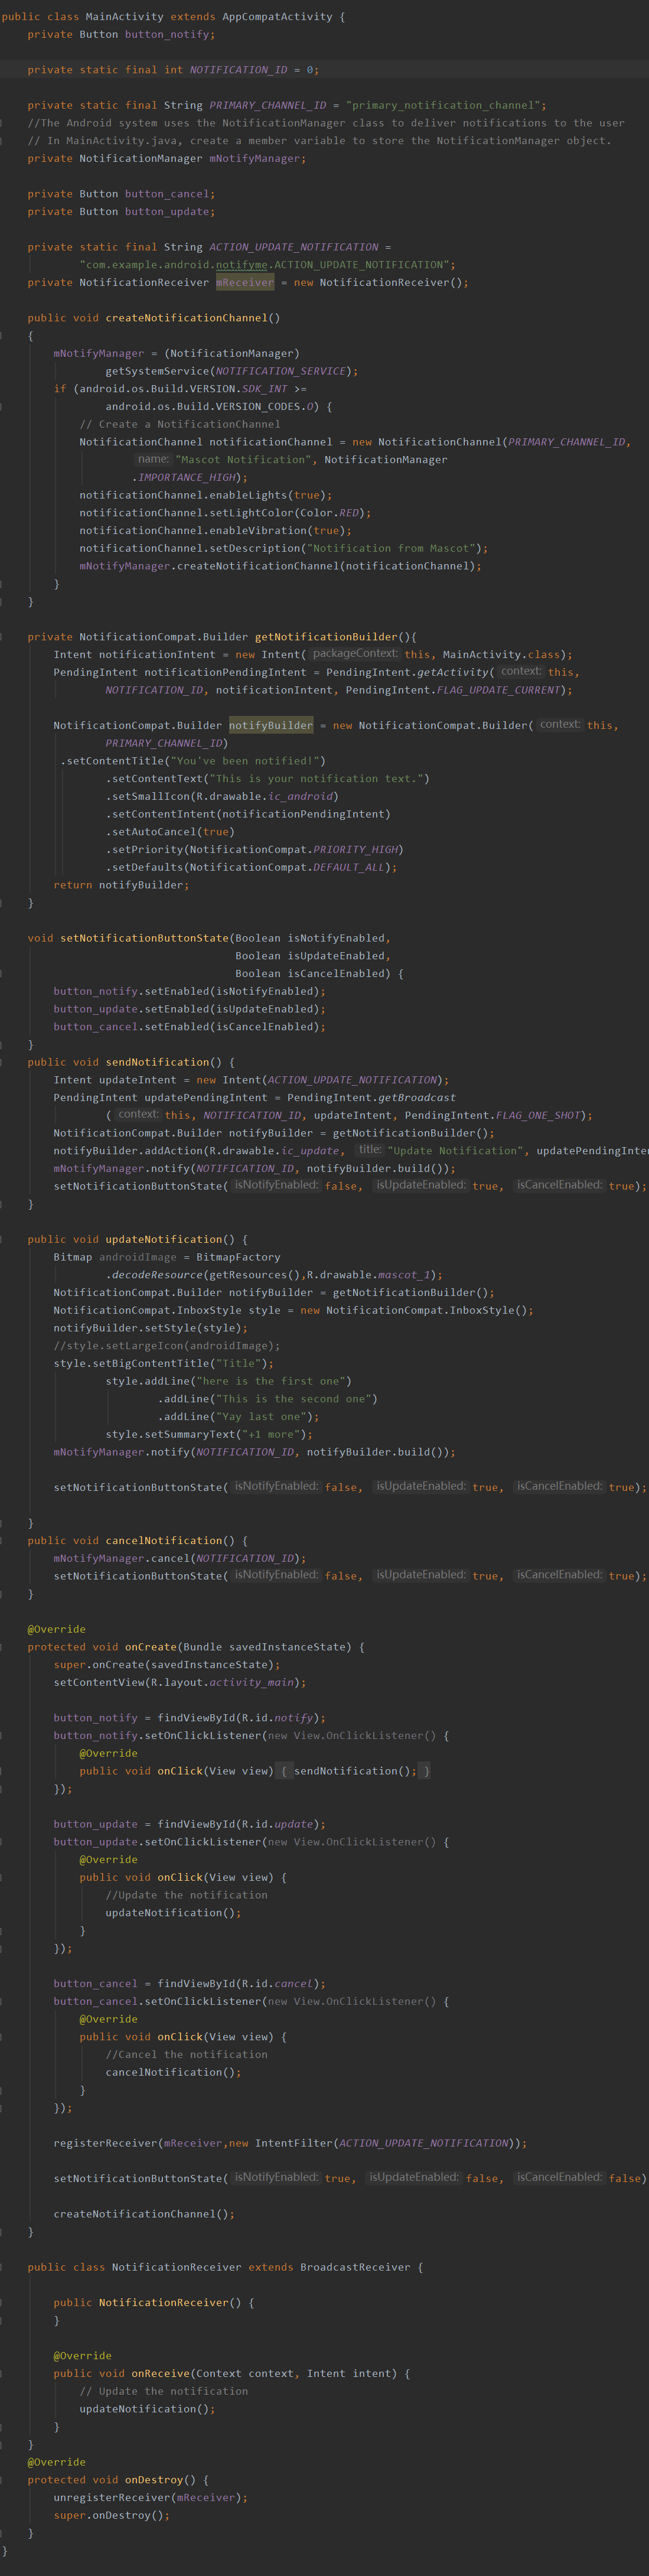 public class MainActivity extends AppCompatActivity {
private Button button_notify;
private static final int NOTIFICATION_ID = 0;
private static final String PRIMARY_CHANNEL_ID = "primary_notification_channel";
//The Android system uses the NotificationManager class to deliver notifications to the user
// In MainActivity.java, create a member variable to store the NotificationManager object.
private NotificationManager mNotifyManager;
private Button button_cancel;
private Button button_update;
private static final String ACTION_UPDATE_NOTIFICATION =
"com.example.android.notifyme.ACTION_UPDATE_NOTIFICATION";
private NotificationReceiver mReceiver = new NotificationReceiver();
public void createNotificationChannel()
{
mNotifyManager = (NotificationManager)
getSystemService(NOTIFICATION_SERVICE);
if (android.os.Build.VERSION.SDK_INT >=
android.os.Build.VERSION_CODES.O) {
// Create a NotificationChannel
NotificationChannel notificationChannel = new NotificationChannel(PRIMARY_CHANNEL_ID,
name: "Mascot Notification", NotificationManager
.IMPORTANCE_HIGH);
notificationChannel.enableLights(true);
notificationChannel.setLightColor(Color.RED);
notificationChannel.enableVibration(true);
notificationChannel.setDescription("Notification from Mascot");
mNotifyManager.createNotificationChannel(notificationChannel);
}
}
private NotificationCompat.Builder getNotificationBuilder(){
Intent notificationIntent = new Intent( packageContext: this, MainActivity.class);
PendingIntent notificationPendingIntent = PendingIntent.getActivity( context: this,
NOTIFICATION_ID, notificationIntent, PendingIntent.FLAG_UPDATE_CURRENT);
NotificationCompat.Builder notifyBuilder = new NotificationCompat.Builder( context: this,
PRIMARY_CHANNEL_ID)
.setContentTitle("You've been notified!")
.setContentText("This is your notification text.")
.setSmallIcon(R.drawable.ic_android)
.setContentIntent(notificationPendingIntent)
.setAutoCancel(true)
.setPriority(NotificationCompat.PRIORITY_HIGH)
.setDefaults(NotificationCompat.DEFAULT_ALL);
return notifyBuilder;
}
void setNotificationButtonState(Boolean isNotifyEnabled,
Boolean isUpdateEnabled,
Boolean isCancelEnabled) {
button_notify.setEnabled(isNotifyEnabled);
button_update.setEnabled(isUpdateEnabled);
button_cancel.setEnabled(isCancelEnabled);
}
public void sendNotification() {
Intent updateIntent = new Intent(ACTION_UPDATE_NOTIFICATION);
PendingIntent updatePendingIntent = PendingIntent.getBroadcast
( context: this, NOTIFICATION_ID, updateIntent, PendingIntent.FLAG_ONE_SHOT);
NotificationCompat.Builder notifyBuilder = getNotificationBuilder();
notifyBuilder.addAction(R.drawable.ic_update, title: "Update Notification", updatePendingInten
mNotifyManager.notify(NOTIFICATION_ID, notifyBuilder.build());
setNotificationButtonState( isNotifyEnabled: false, isUpdateEnabled: true, isCancelEnabled: true);
}
public void updateNotification() {
Bitmap androidImage = BitmapFactory
.decodeResource(getResources(),R.drawable.mascot_1);
NotificationCompat.Builder notifyBuilder = getNotificationBuilder();
NotificationCompat.InboxStyle style = new NotificationCompat.InboxStyle();
notifyBuilder.setStyle(style);
//style.setLargeIcon(androidImage);
style.setBigContentTitle("Title");
style.addLine("here is the first one")
.addLine("This is the second one")
.addLine("Yay last one");
style.setSummaryText("+1 more");
mNotifyManager.notify(NOTIFICATION_ID, notifyBuilder.build());
setNotificationButtonState( isNotifyEnabled: false, isUpdateEnabled: true, isCancelEnabled: true);
}
public void cancelNotification() {
mNotifyManager.cancel(NOTIFICATION_ID);
setNotificationButtonState( isNotifyEnabled: false, isUpdateEnabled: true, isCancelEnabled: true);
}
@Override
protected void onCreate(Bundle savedInstanceState) {
super.onCreate(savedInstanceState);
setContentView(R.layout.activity_main);
button_notify = findViewById(R.id.notify);
button_notify.setOnClickListener(new View.OnClickListener() {
@Override
public void onClick(View view) { sendNotification(); }
});
button_update = findViewById(R.id.update);
button_update.setOnClickListener(new View.OnClickListener() {
@Override
public void onClick(View view) {
//Update the notification
updateNotification();
}
});
button_cancel = findViewById(R.id.cancel);
button_cancel.setOnClickListener(new View.OnClickListener() {
@Override
public void onClick(View view) {
//Cancel the notification
cancelNotification();
}
});
registerReceiver(mReceiver,new IntentFilter(ACTION_UPDATE_NOTIFICATION));
setNotificationButtonState( isNotifyEnabled: true, isUpdateEnabled: false, isCancelEnabled: false)
createNotificationChannel();
}
public class NotificationReceiver extends BroadcastReceiver {
public NotificationReceiver() {
}
@Override
public void onReceive(Context context, Intent intent) {
// Update the notification
updateNotification();
}
}
@Override
protected void onDestroy() {
unregisterReceiver(mReceiver);
super.onDestroy();
}
}